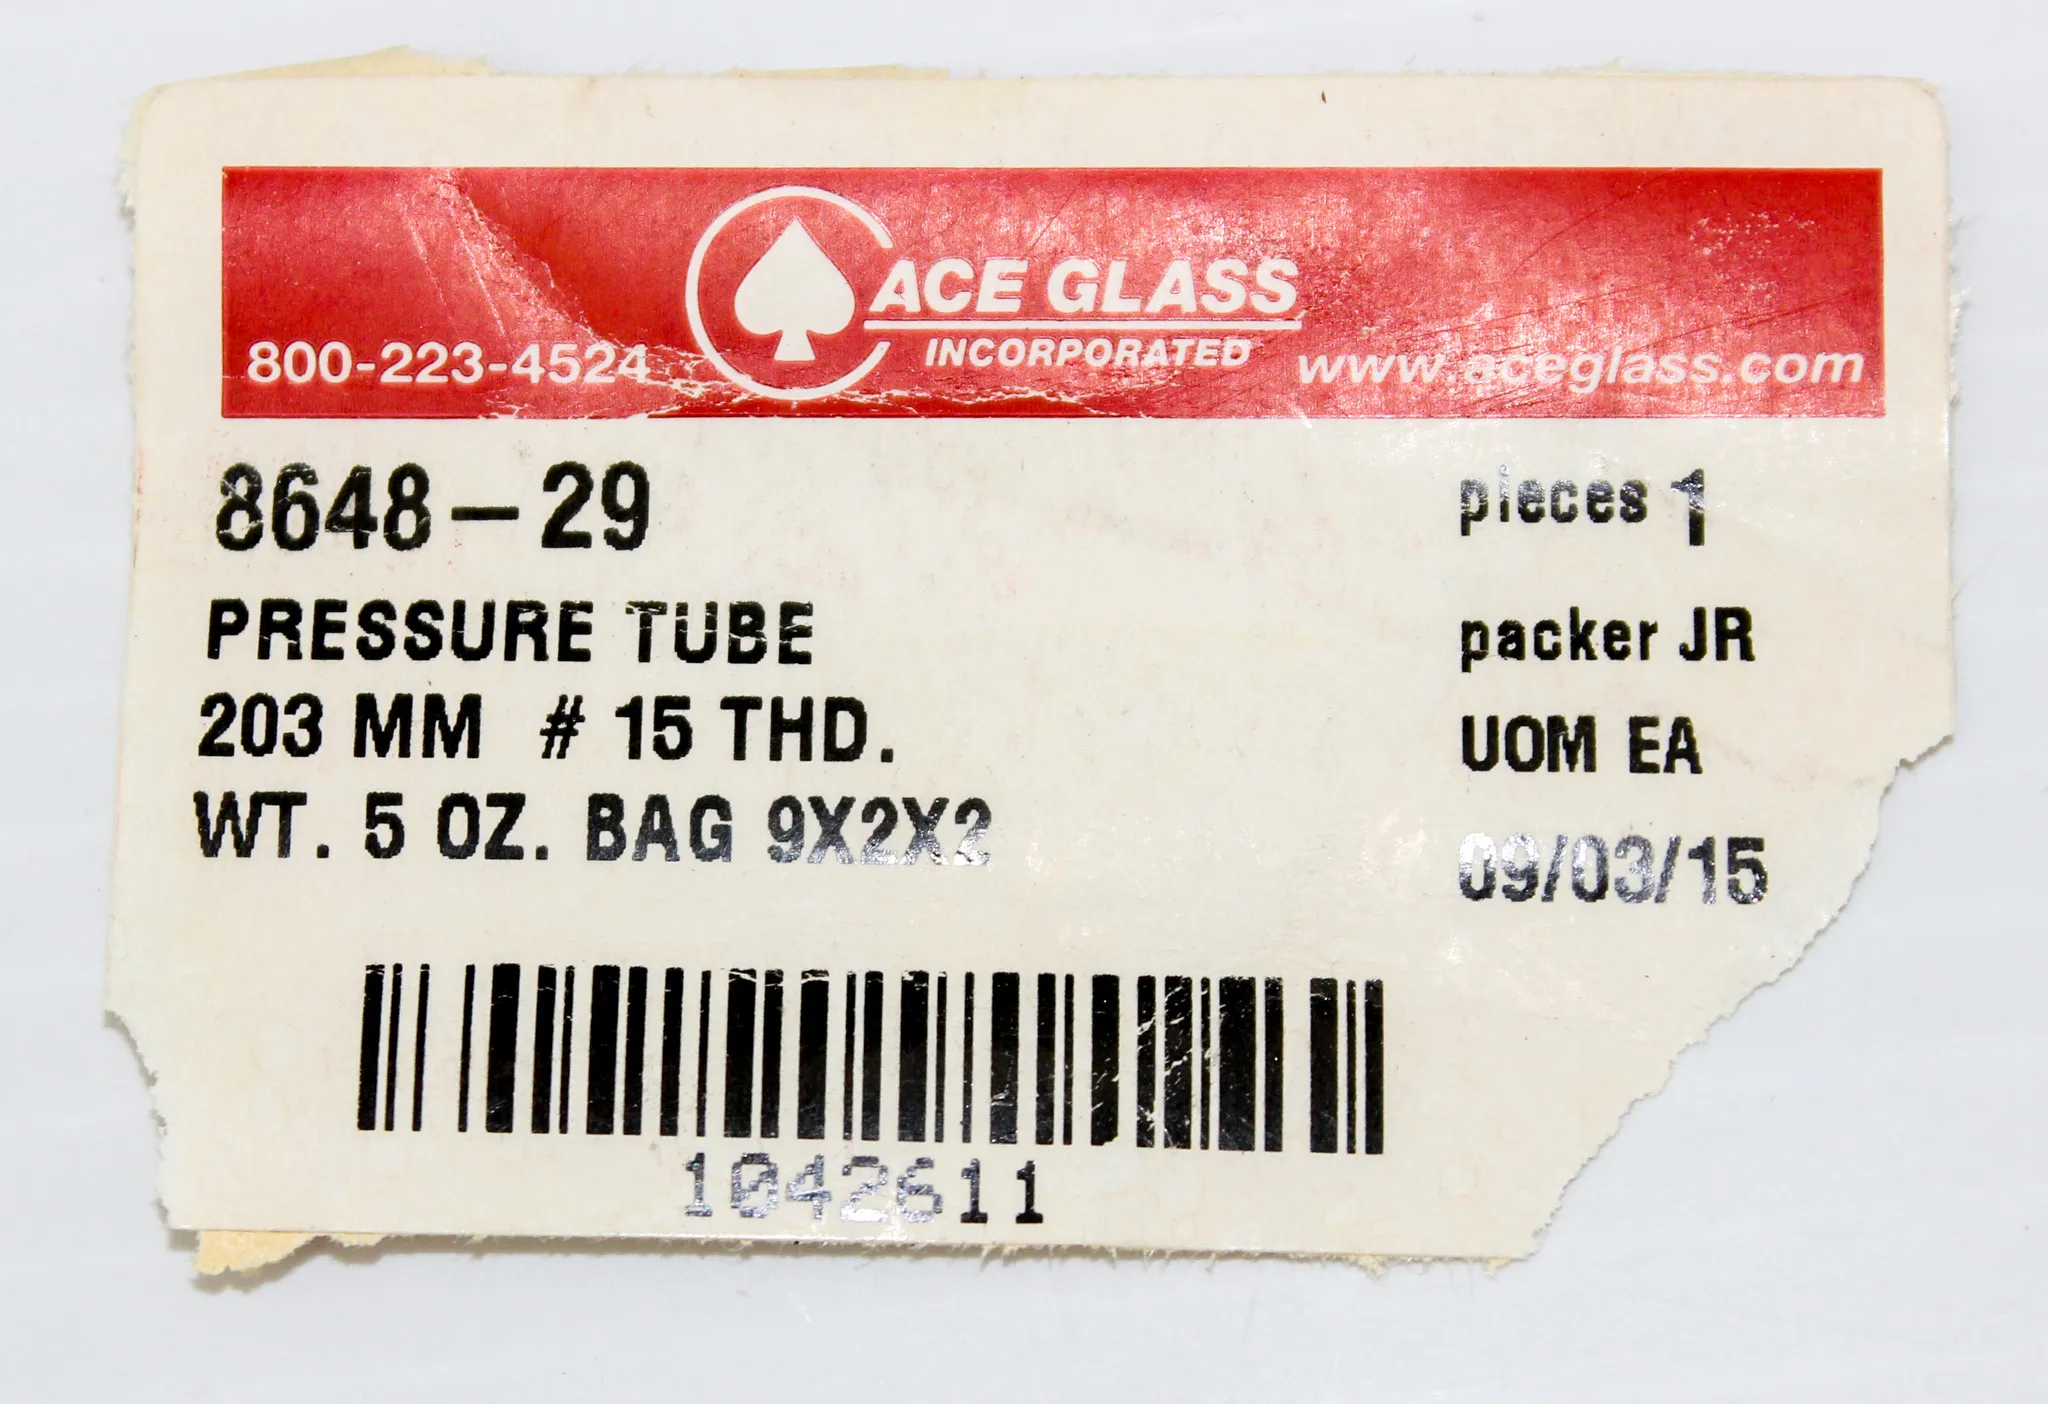 ACE GLASS
INCORPORATED
800-223-4524
www.aceglass.com
8648-29
pieces 1
PRESSURE TUBE
packer JR
203 MM # 15 THD.
UOM EA
WT. 5 OZ. BAG 9X2X2
09/03/15
1042611